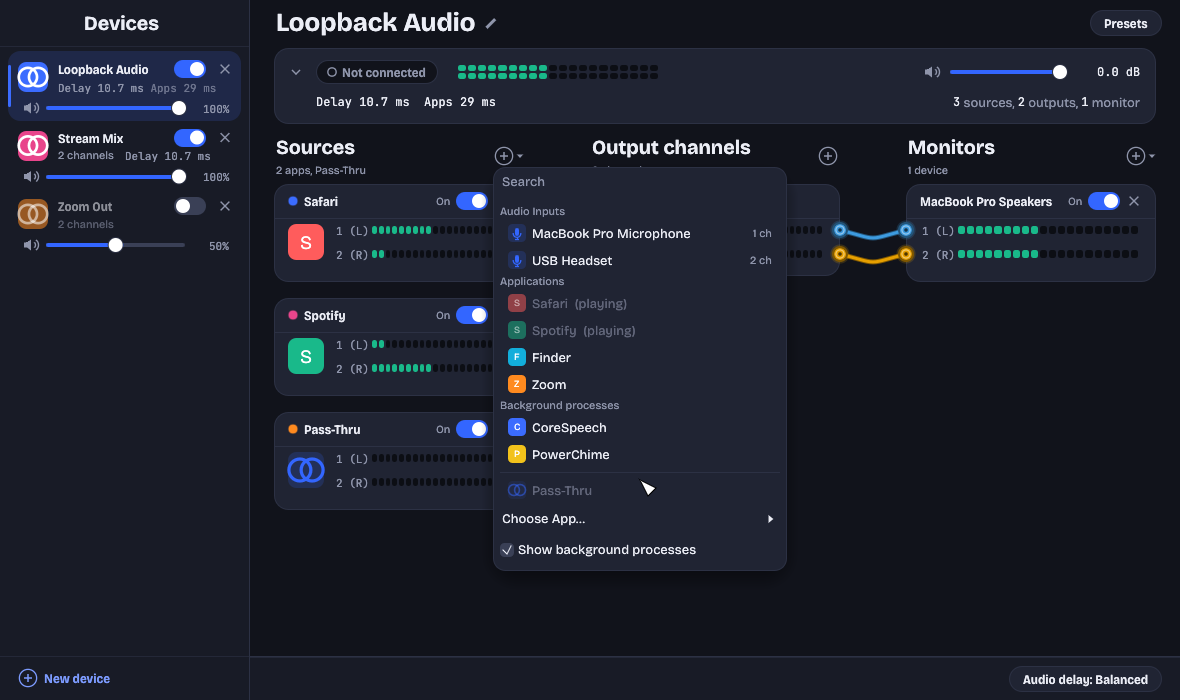 Devices
Loopback Audio
Delay 10.7 ms Apps 29 ms
100%
Stream Mix
2 channels Delay 10.7 ms
100%
Zoom Out
2 channels
50%
New device
Loopback Audio
Presets
Not connected
0.0 dB
Delay 10.7 ms Apps 29 ms
3 sources, 2 outputs, 1 monitor
Sources
2 apps, Pass-Thru
Safari On
S
1 (L)
2 (R)
Spotify On
S
1 (L)
2 (R)
Pass-Thru On
1 (L)
2 (R)
Output channels
Search
Audio Inputs
MacBook Pro Microphone 1 ch
USB Headset 2 ch
Applications
S Safari (playing)
S Spotify (playing)
F Finder
Z Zoom
Background processes
C CoreSpeech
P PowerChime
Pass-Thru
Choose App...
Show background processes
Monitors
1 device
MacBook Pro Speakers On
1 (L)
2 (R)
Audio delay: Balanced